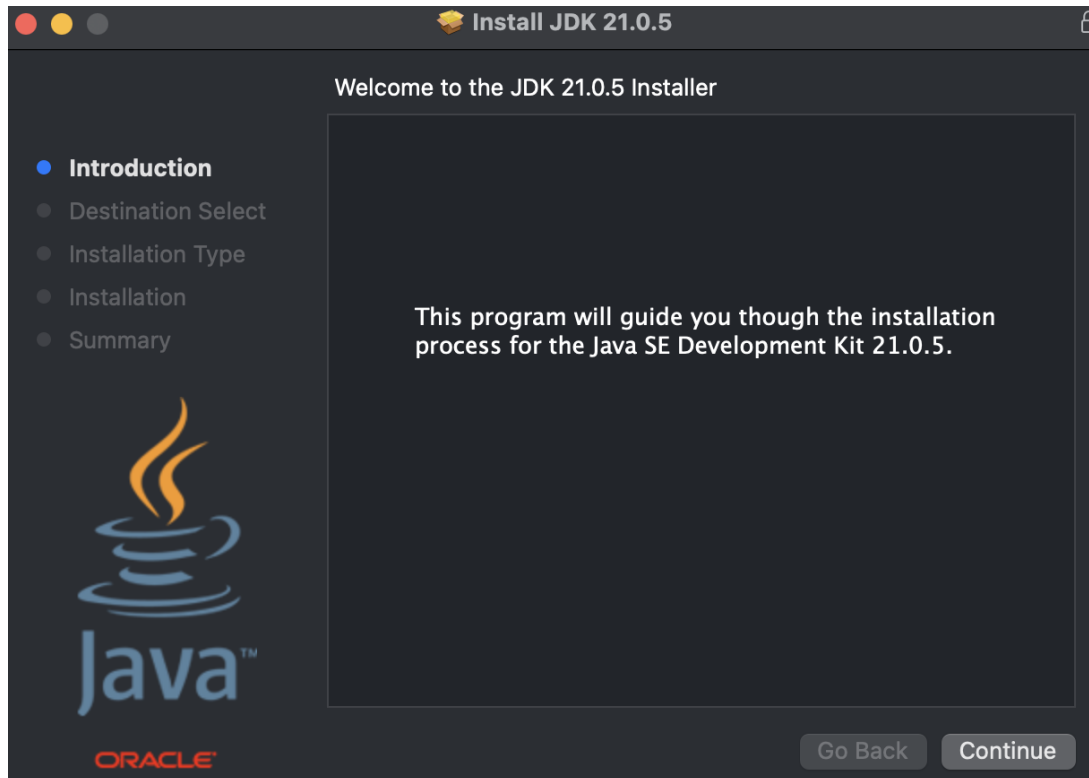 Install JDK 21.0.5
Welcome to the JDK 21.0.5 Installer
Introduction
Destination Select
Installation Type
Installation
Summary
This program will guide you though the installation
process for the Java SE Development Kit 21.0.5.
Java™
ORACLE®
Go Back
Continue